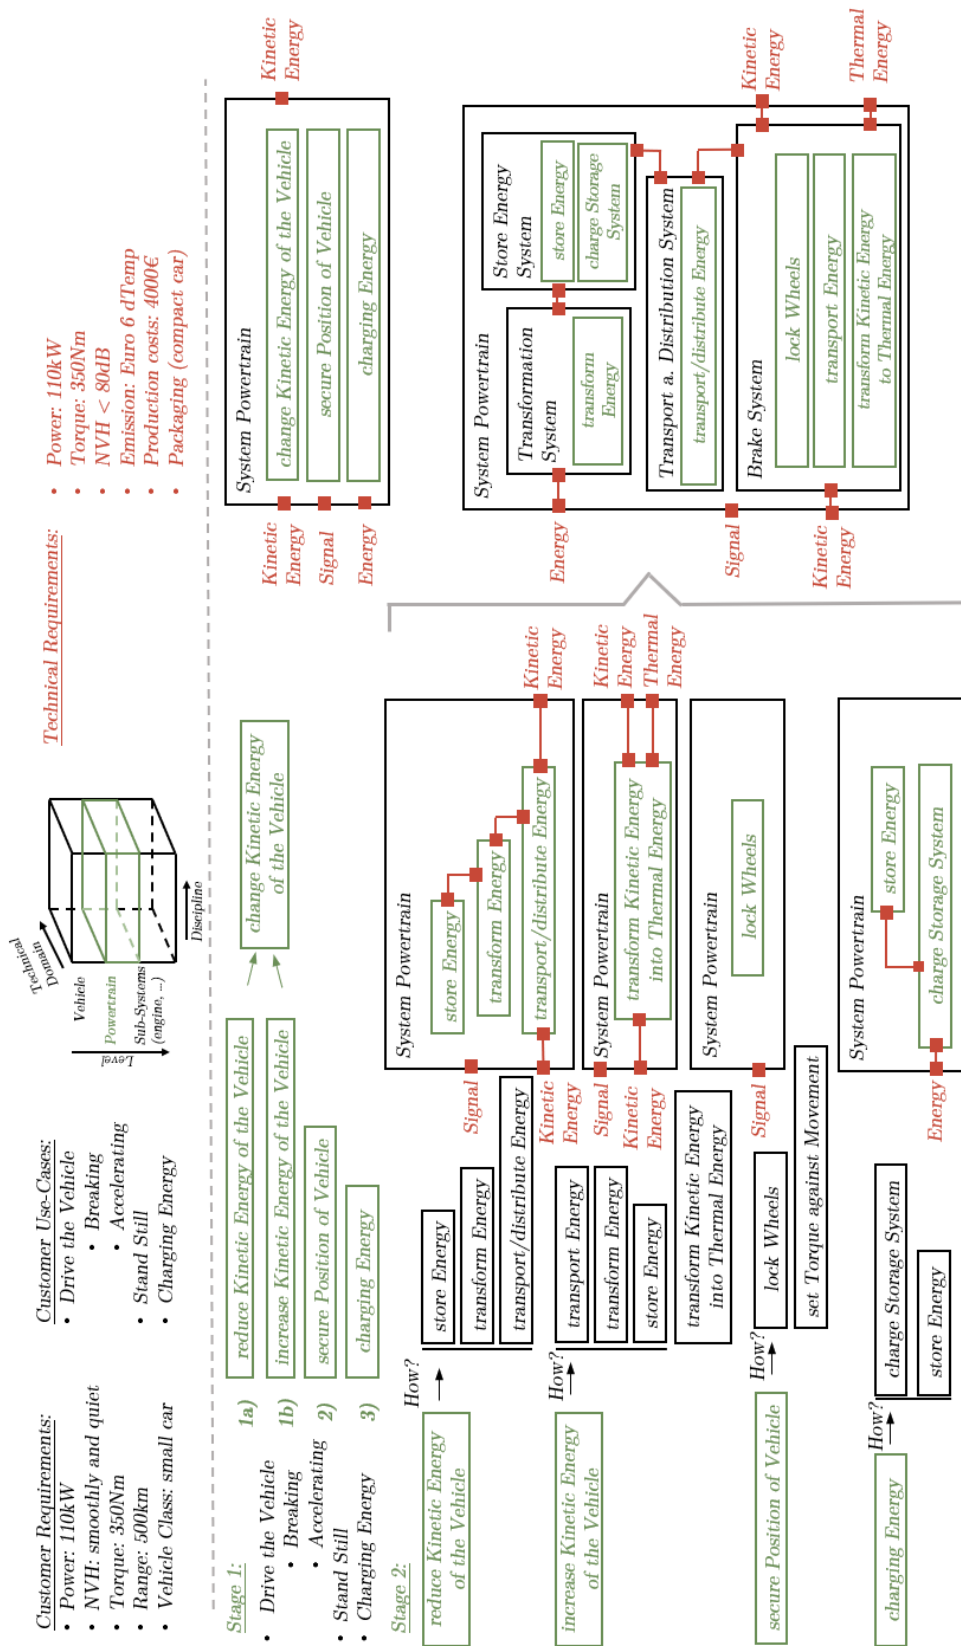 Customer Requirements:
• Power: 110kW
• NVH: smoothly and quiet
• Torque: 350Nm
• Range: 500km
• Vehicle Class: small car
Customer Use-Cases:
• Drive the Vehicle
• Breaking
• Accelerating
• Stand Still
• Charging Energy
Technical
Domain
Level
Vehicle
Powertrain
Sub-Systems
(engine, ...)
Discipline
Technical Requirements:
• Power: 110kW
• Torque: 350Nm
• NVH < 80dB
• Emission: Euro 6 dTemp
• Production costs: 4000€
• Packaging (compact car)
Stage 1:
• Drive the Vehicle
• Breaking
• Accelerating
• Stand Still
• Charging Energy
1a)
reduce Kinetic Energy of the Vehicle
1b)
increase Kinetic Energy of the Vehicle
2)
secure Position of Vehicle
3)
charging Energy
change Kinetic Energy
of the Vehicle
System Powertrain
change Kinetic Energy of the Vehicle
secure Position of Vehicle
charging Energy
Kinetic
Energy
Signal
Energy
Kinetic
Energy
Stage 2:
reduce Kinetic Energy
of the Vehicle
How?
store Energy
transform Energy
transport/distribute Energy
System Powertrain
store Energy
transform Energy
transport/distribute Energy
Signal
Kinetic
Energy
Kinetic
Energy
increase Kinetic Energy
of the Vehicle
How?
transport Energy
transform Energy
store Energy
transform Kinetic Energy
into Thermal Energy
System Powertrain
transform Kinetic Energy
into Thermal Energy
Signal
Kinetic
Energy
Kinetic
Energy
Thermal
Energy
secure Position of Vehicle
How?
lock Wheels
set Torque against Movement
System Powertrain
lock Wheels
Signal
charging Energy
How?
charge Storage System
store Energy
System Powertrain
store Energy
charge Storage System
Energy
System Powertrain
Transformation
System
transform
Energy
Store Energy
System
store Energy
charge Storage
System
Transport a. Distribution System
transport/distribute Energy
Brake System
lock Wheels
transport Energy
transform Kinetic Energy
to Thermal Energy
Energy
Signal
Kinetic
Energy
Kinetic
Energy
Thermal
Energy